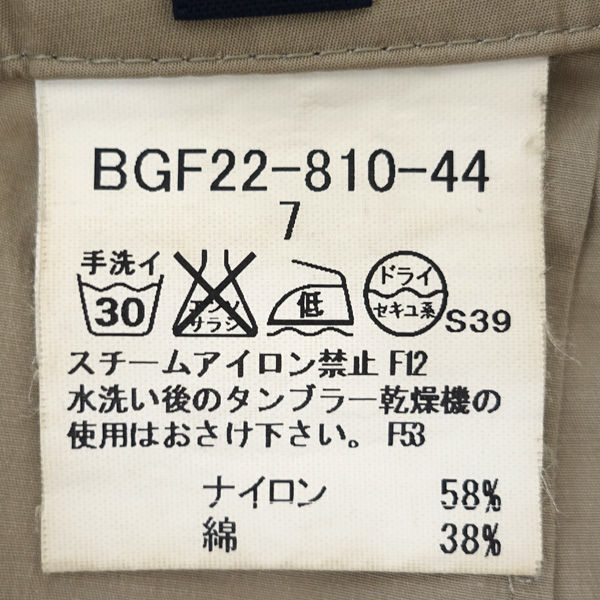 BGF22-810-44
7
手洗イ
30
エンソ
サラシ
低
ドライ
セキユ系
S39
スチームアイロン禁止 F12
水洗い後のタンブラー乾燥機の
使用はおさけ下さい。 F53
ナイロン 58%
綿 38%